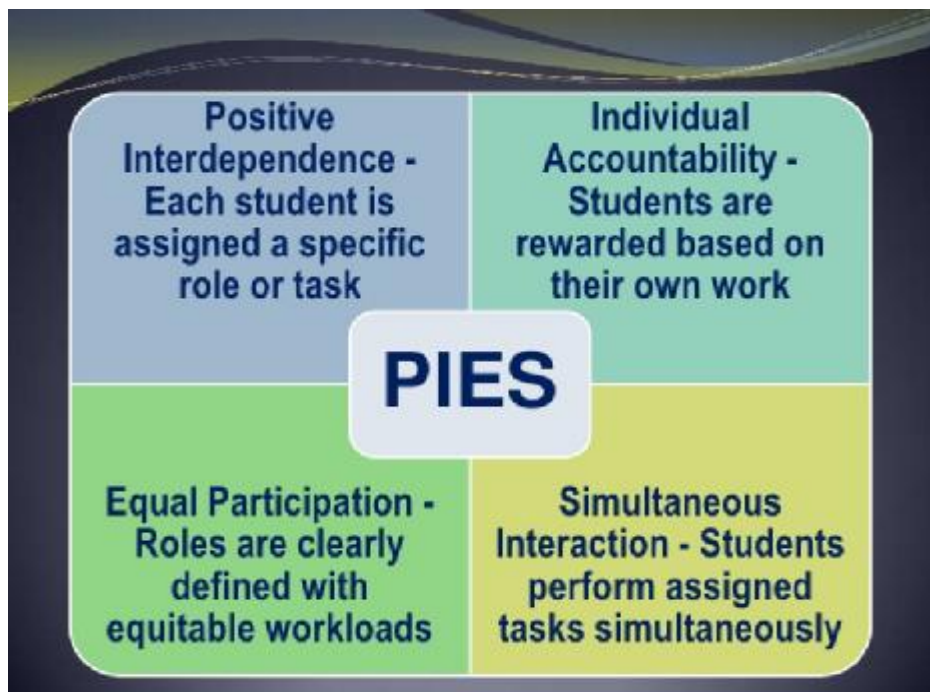 Positive
Interdependence -
Each student is
assigned a specific
role or task
Individual
Accountability -
Students are
rewarded based on
their own work
PIES
Equal Participation -
Roles are clearly
defined with
equitable workloads
Simultaneous
Interaction - Students
perform assigned
tasks simultaneously